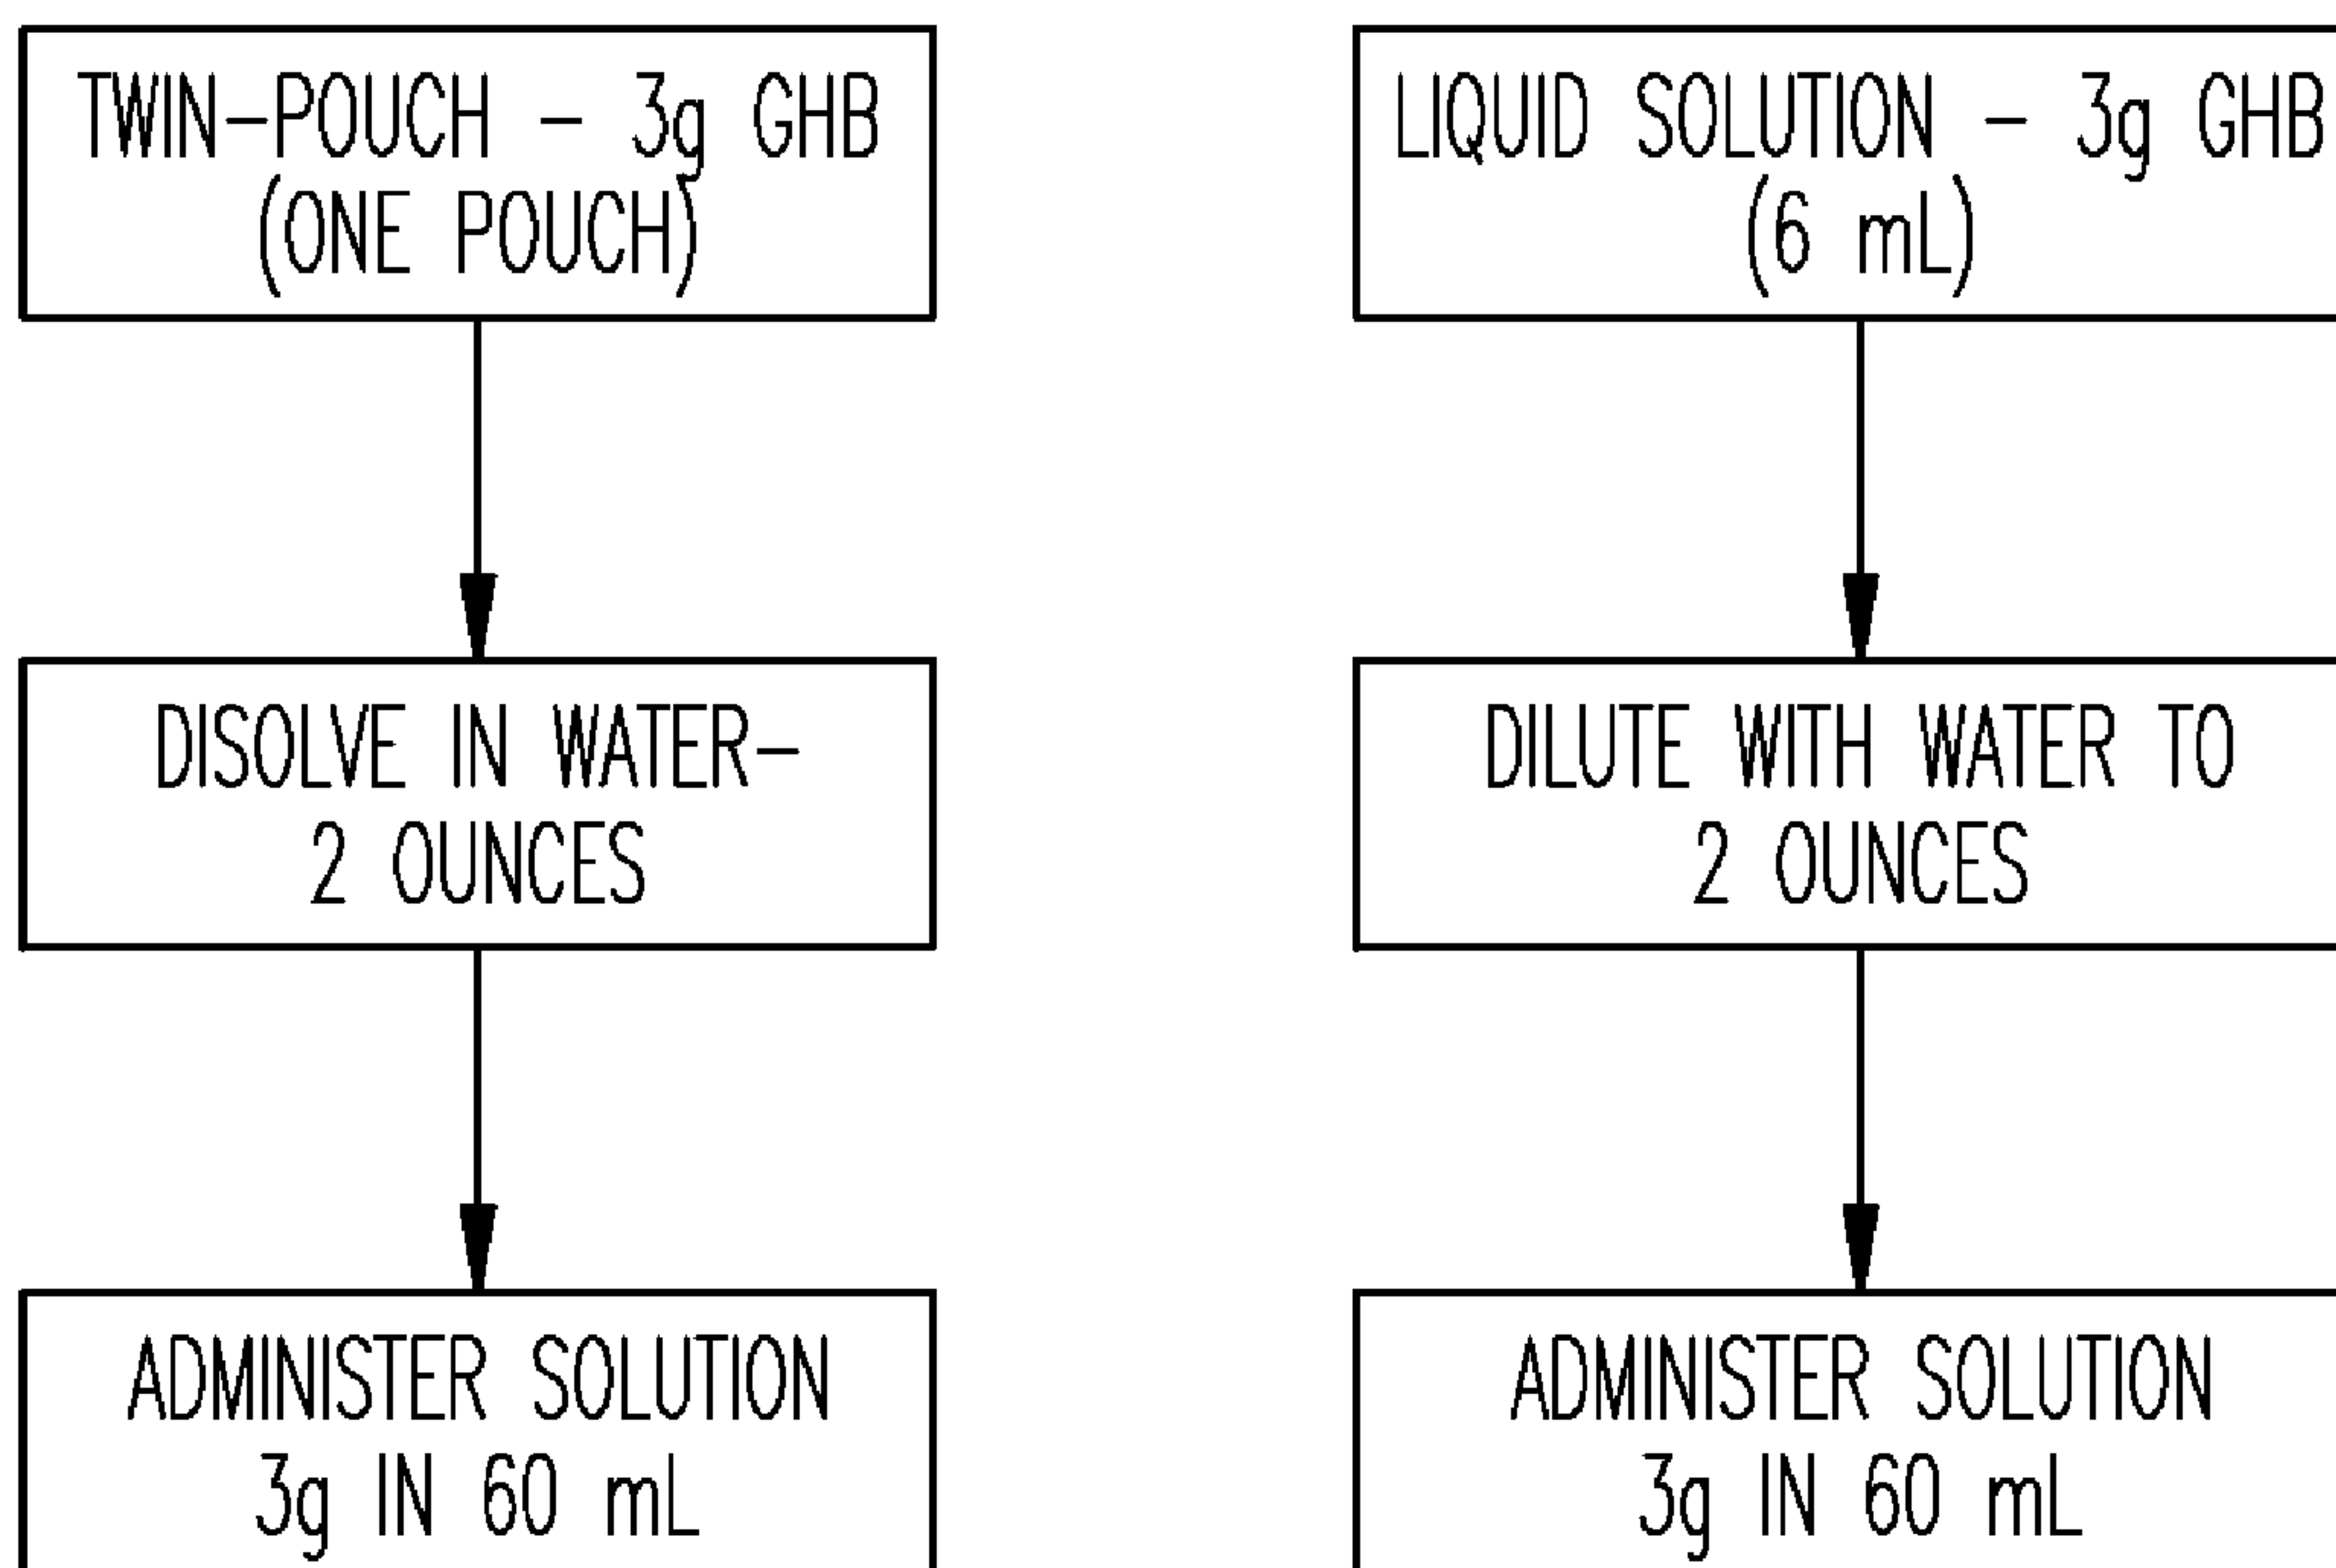 TWIN-POUCH - 3g GHB
(ONE POUCH)
DISOLVE IN WATER-
2 OUNCES
ADMINISTER SOLUTION
3g IN 60 mL
LIQUID SOLUTION - 3g GHB
(6 mL)
DILUTE WITH WATER TO
2 OUNCES
ADMINISTER SOLUTION
3g IN 60 mL